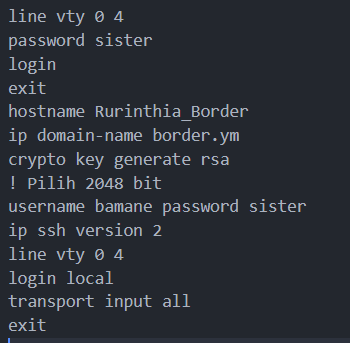 line vty 0 4
password sister
login
exit
hostname Rurinthia_Border
ip domain-name border.ym
crypto key generate rsa
! Pilih 2048 bit
username bamane password sister
ip ssh version 2
line vty 0 4
login local
transport input all
exit